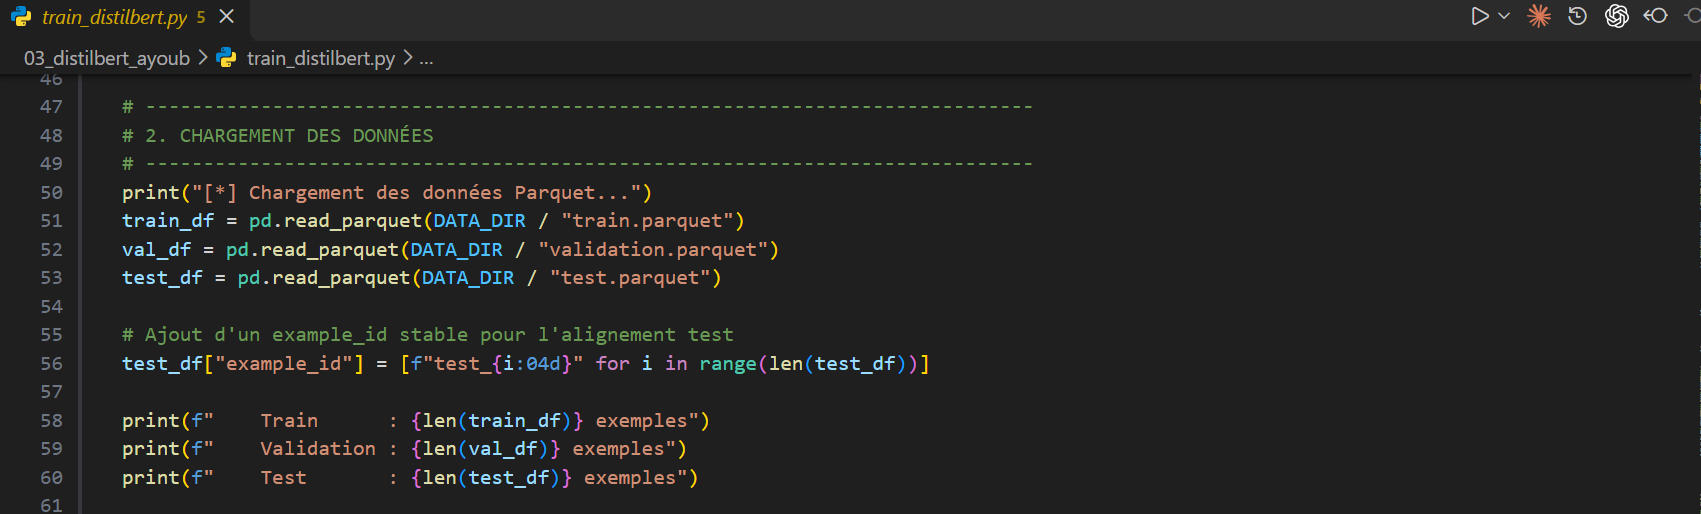 train_distilbert.py 5
03_distilbert_ayoub > train_distilbert.py > ...
46
47 # -----------------------------------------------------------------------------
48 # 2. CHARGEMENT DES DONNÉES
49 # -----------------------------------------------------------------------------
50 print("[*] Chargement des données Parquet...")
51 train_df = pd.read_parquet(DATA_DIR / "train.parquet")
52 val_df = pd.read_parquet(DATA_DIR / "validation.parquet")
53 test_df = pd.read_parquet(DATA_DIR / "test.parquet")
54
55 # Ajout d'un example_id stable pour l'alignement test
56 test_df["example_id"] = [f"test_{i:04d}" for i in range(len(test_df))]
57
58 print(f"    Train      : {len(train_df)} exemples")
59 print(f"    Validation : {len(val_df)} exemples")
60 print(f"    Test       : {len(test_df)} exemples")
61